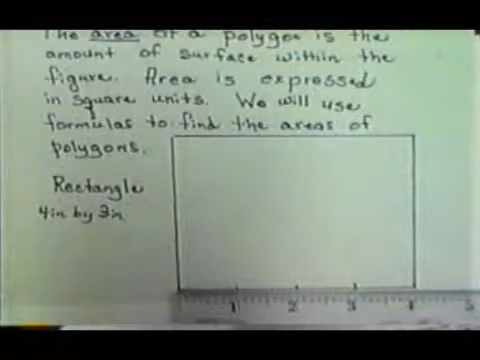 The area of a polygon is the
amount of surface within the
figure. Area is expressed
in square units. We will use
formulas to find the areas of
polygons.
Rectangle
4in by 3in
1 2 3 4 5